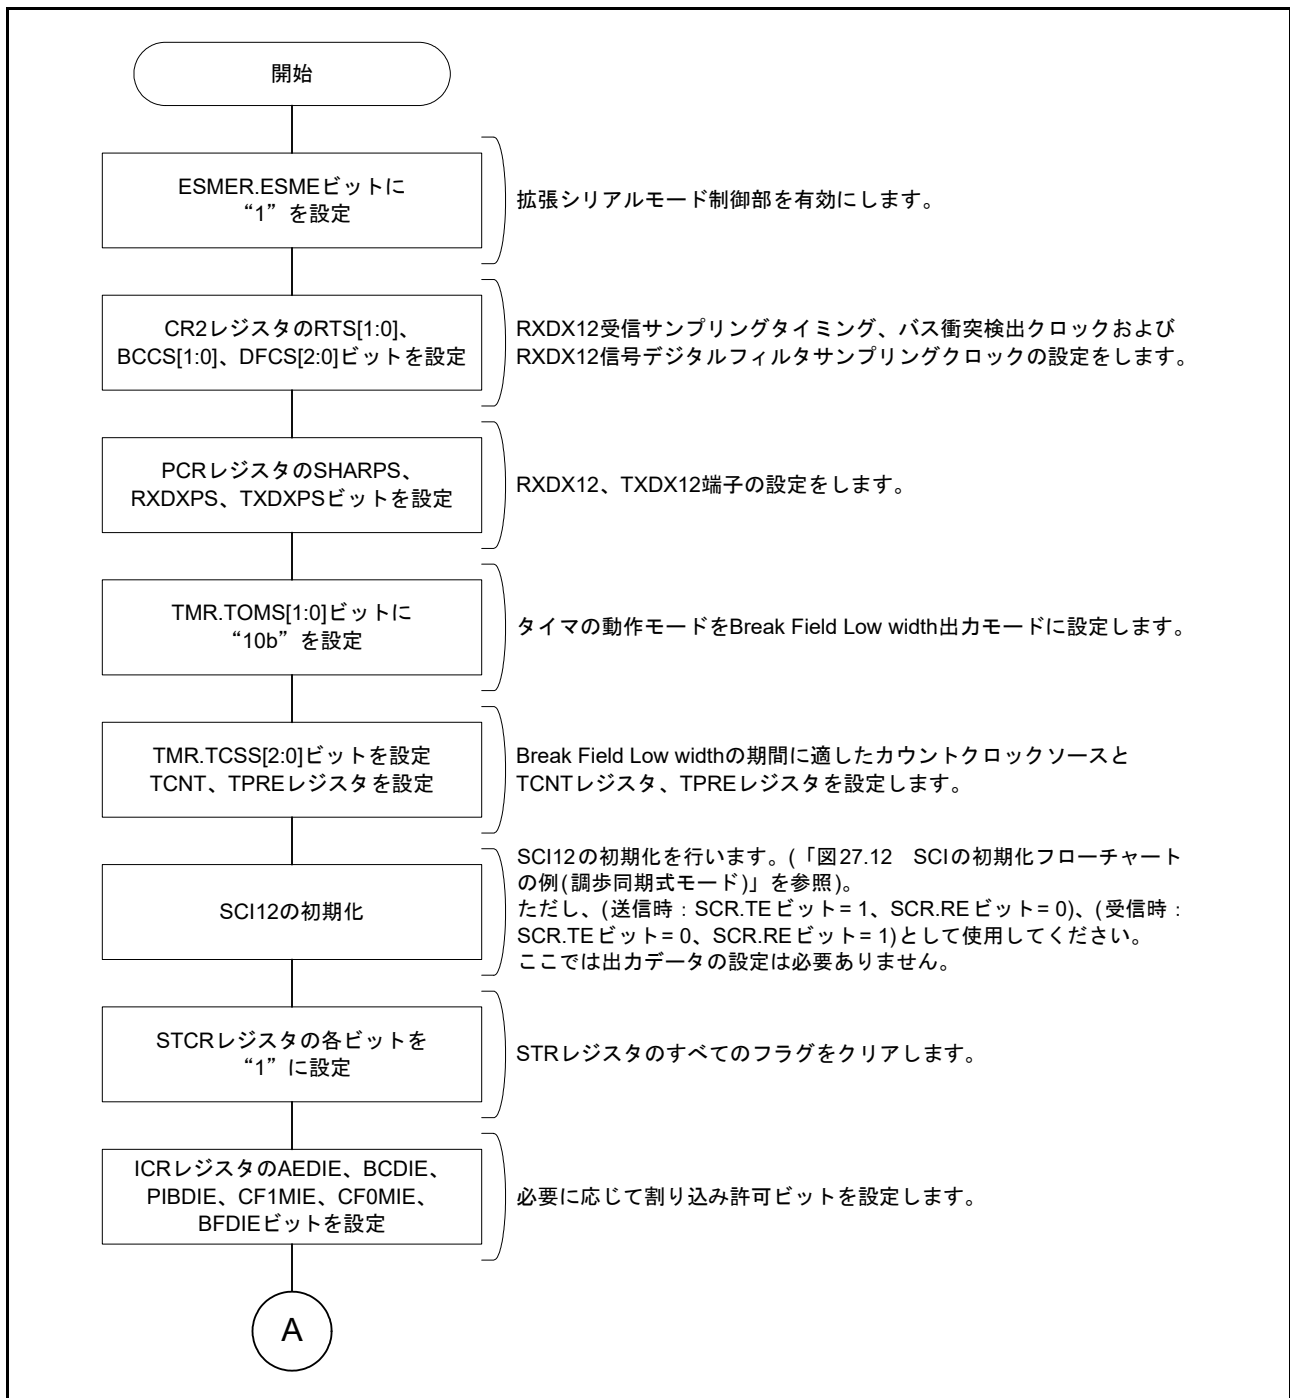 開始
ESMER.ESMEビットに
“1”を設定
拡張シリアルモード制御部を有効にします。
CR2レジスタのRTS[1:0]、
BCCS[1:0]、DFCS[2:0]ビットを設定
RXDX12受信サンプリングタイミング、バス衝突検出クロックおよび
RXDX12信号デジタルフィルタサンプリングクロックの設定をします。
PCRレジスタのSHARPS、
RXDXPS、TXDXPSビットを設定
RXDX12、TXDX12端子の設定をします。
TMR.TOMS[1:0]ビットに
“10b”を設定
タイマの動作モードをBreak Field Low width出力モードに設定します。
TMR.TCSS[2:0]ビットを設定
TCNT、TPREレジスタを設定
Break Field Low widthの期間に適したカウントクロックソースと
TCNTレジスタ、TPREレジスタを設定します。
SCI12の初期化
SCI12の初期化を行います。(「図27.12 SCIの初期化フローチャート
の例(調歩同期式モード)」を参照)。
ただし、(送信時：SCR.TEビット= 1、SCR.REビット= 0)、(受信時：
SCR.TEビット= 0、SCR.REビット= 1)として使用してください。
ここでは出力データの設定は必要ありません。
STCRレジスタの各ビットを
“1”に設定
STRレジスタのすべてのフラグをクリアします。
ICRレジスタのAEDIE、BCDIE、
PIBDIE、CF1MIE、CF0MIE、
BFDIEビットを設定
必要に応じて割り込み許可ビットを設定します。
A